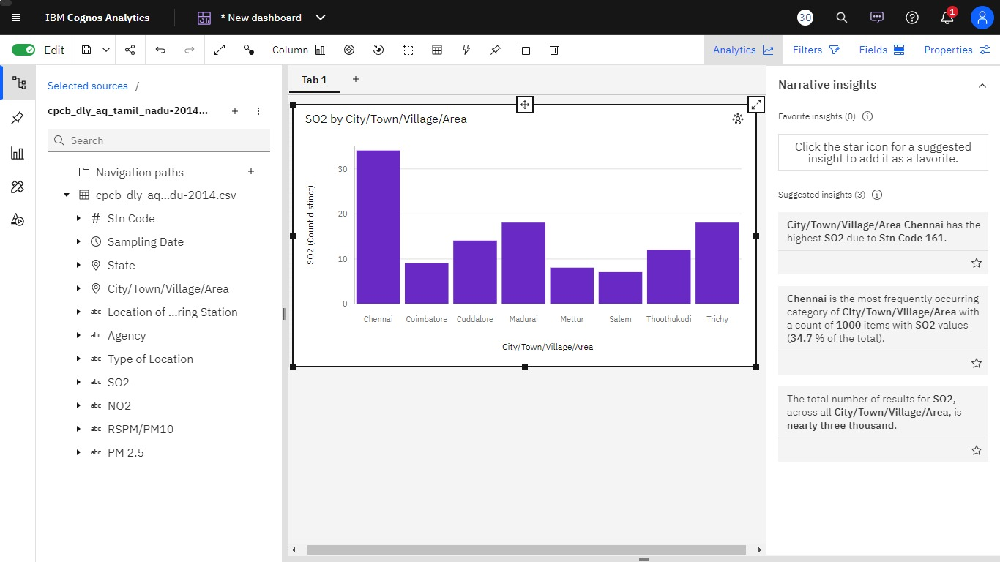 IBM Cognos Analytics
* New dashboard
30
1
Edit
Column
Analytics
Filters
Fields
Properties
Selected sources /
cpcb_dly_aq_tamil_nadu-2014...
Search
Navigation paths
cpcb_dly_aq...du-2014.csv
Stn Code
Sampling Date
State
City/Town/Village/Area
abc Location of ...ring Station
abc Agency
abc Type of Location
abc SO2
abc NO2
abc RSPM/PM10
abc PM 2.5
Tab 1
SO2 by City/Town/Village/Area
SO2 (Count distinct)
30
20
10
0
Chennai Coimbatore Cuddalore Madurai Mettur Salem Thoothukudi Trichy
City/Town/Village/Area
Narrative insights
Favorite insights (0)
Click the star icon for a suggested
insight to add it as a favorite.
Suggested insights (3)
City/Town/Village/Area Chennai has the
highest SO2 due to Stn Code 161.
Chennai is the most frequently occurring
category of City/Town/Village/Area with
a count of 1000 items with SO2 values
(34.7 % of the total).
The total number of results for SO2,
across all City/Town/Village/Area, is
nearly three thousand.